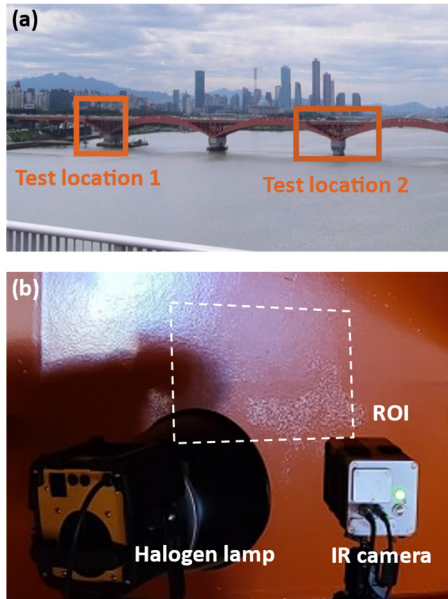 (a)
Test location 1
Test location 2
(b)
ROI
Halogen lamp
IR camera